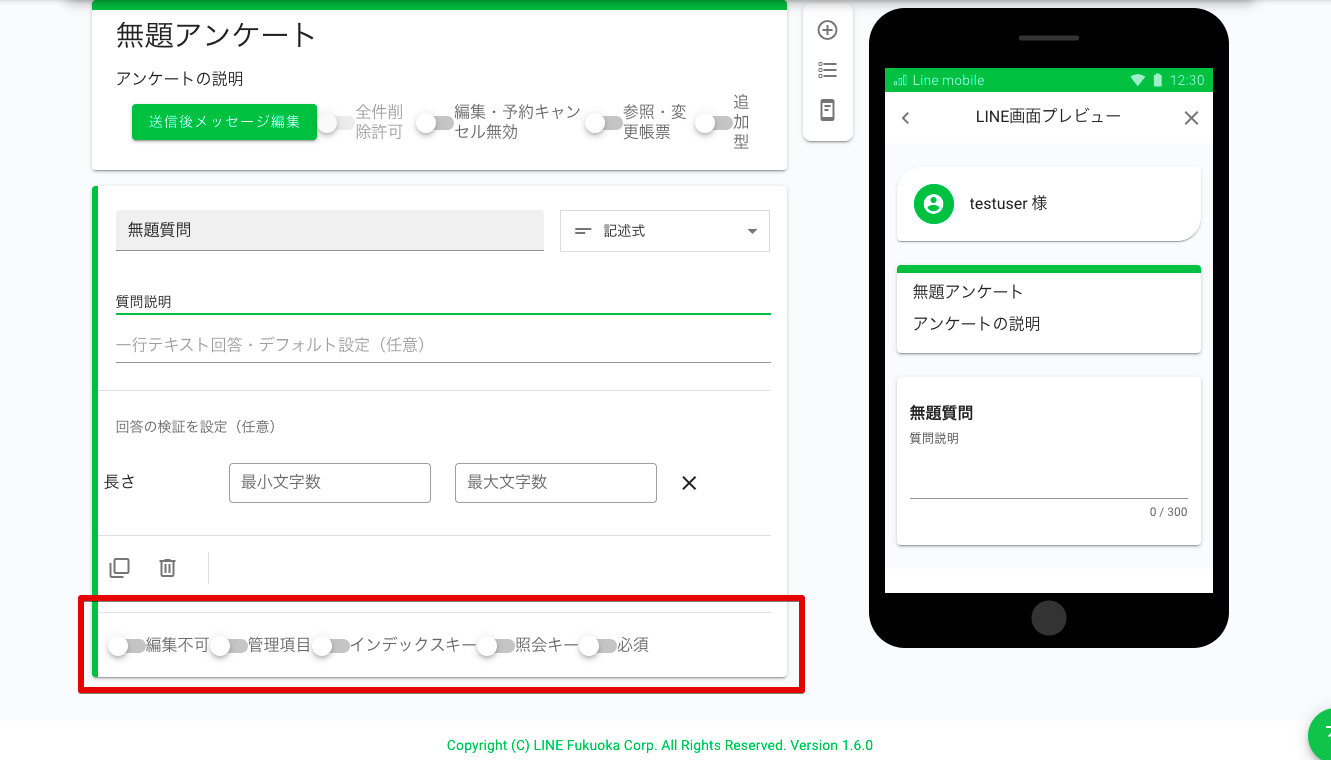 無題アンケート
アンケートの説明
送信後メッセージ編集
全件削
除許可
編集・予約キャン
セル無効
参照・変
更帳票
追
加
型
無題質問
記述式
質問説明
一行テキスト回答・デフォルト設定（任意）
回答の検証を設定（任意）
長さ
最小文字数
最大文字数
編集不可
管理項目
インデックスキー
照会キー
必須
Line mobile
12:30
LINE画面プレビュー
testuser 様
無題アンケート
アンケートの説明
無題質問
質問説明
0 / 300
Copyright (C) LINE Fukuoka Corp. All Rights Reserved. Version 1.6.0